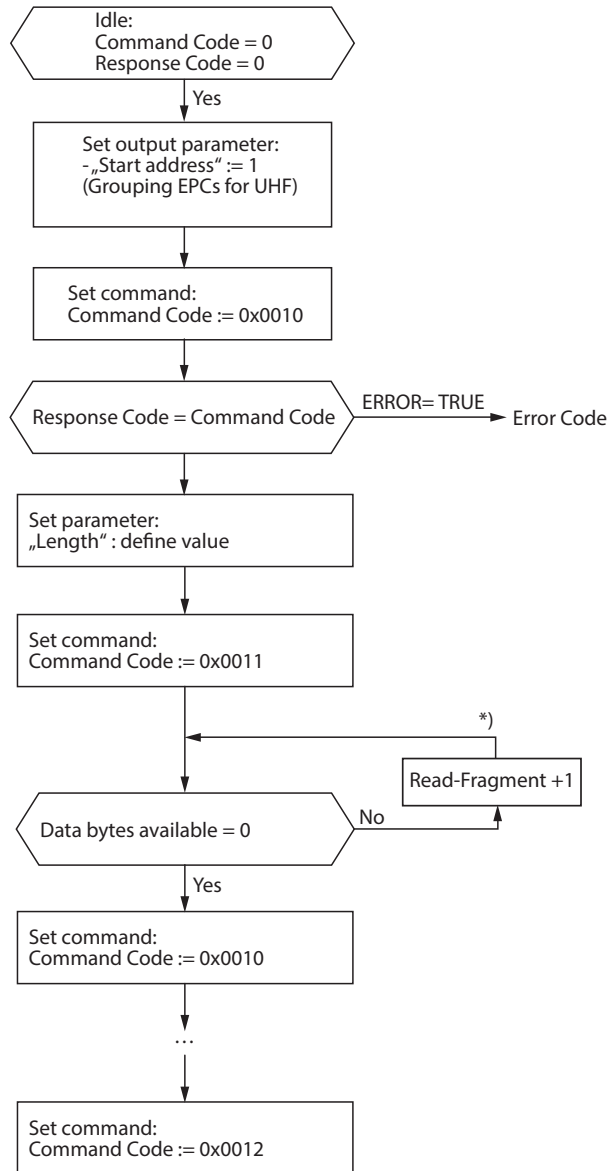 Idle:
Command Code = 0
Response Code = 0
Yes
Set output parameter:
-„Start address“ := 1
(Grouping EPCs for UHF)
Set command:
Command Code := 0x0010
Response Code = Command Code
ERROR= TRUE
Error Code
Set parameter:
„Length“ : define value
Set command:
Command Code := 0x0011
*)
Read-Fragment +1
Data bytes available = 0
No
Yes
Set command:
Command Code := 0x0010
…
Set command:
Command Code := 0x0012